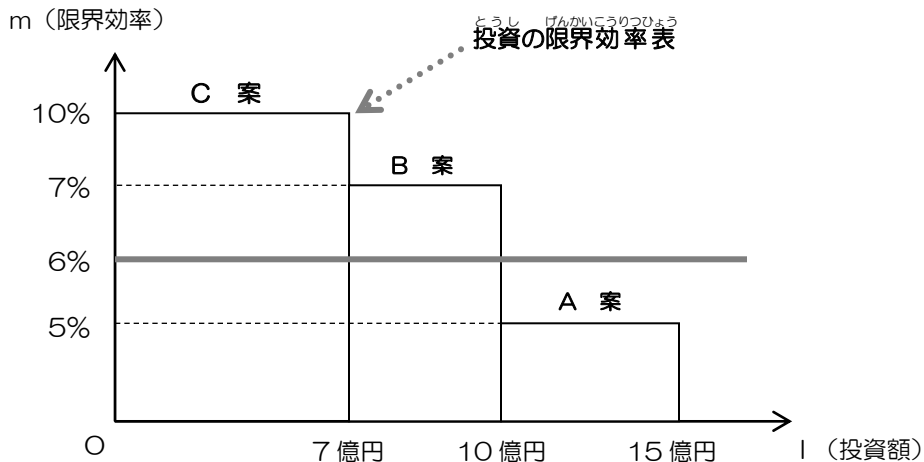 m（限界効率）
とうし げんかいこうりつひょう
投資の限界効率表
C 案
10%
B 案
7%
6%
A 案
5%
O
7億円
10億円
15億円
I（投資額）